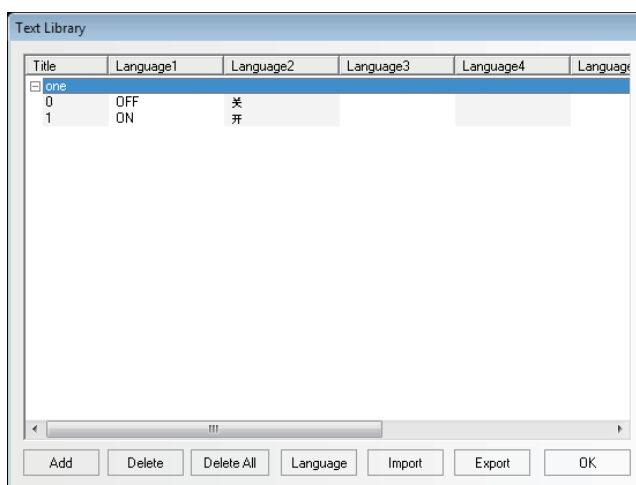 Text Library
Title Language1 Language2 Language3 Language4 Language
one
0 OFF 关
1 ON 开
Add Delete Delete All Language Import Export OK